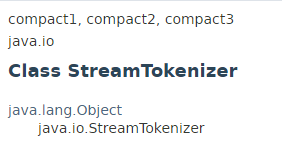 compact1, compact2, compact3
java.io
Class StreamTokenizer
java.lang.Object
java.io.StreamTokenizer